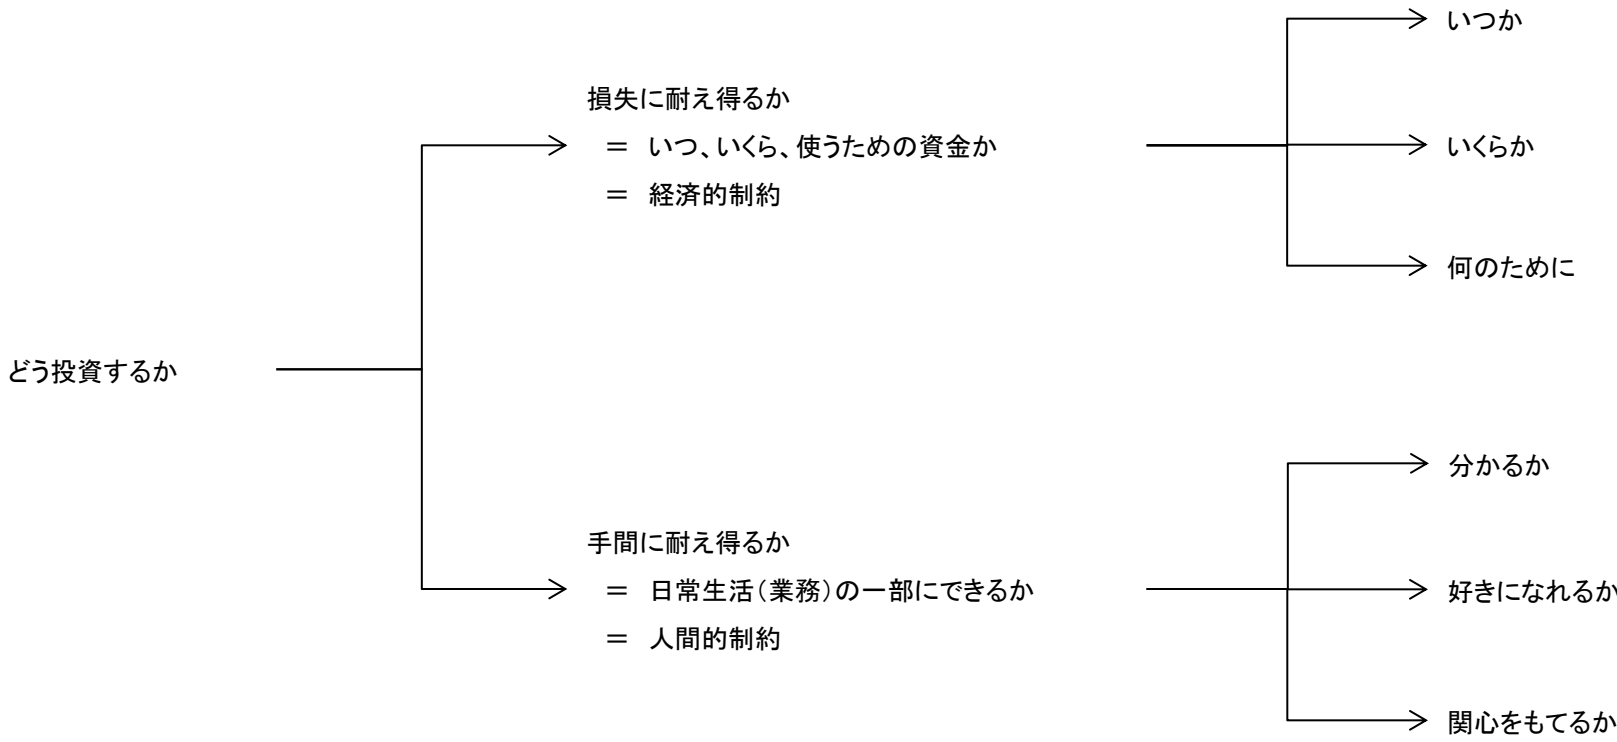 どう投資するか
損失に耐え得るか
＝ いつ、いくら、使うための資金か
＝ 経済的制約
いつか
いくらか
何のために
手間に耐え得るか
＝ 日常生活（業務）の一部にできるか
＝ 人間的制約
分かるか
好きになれるか
関心をもてるか